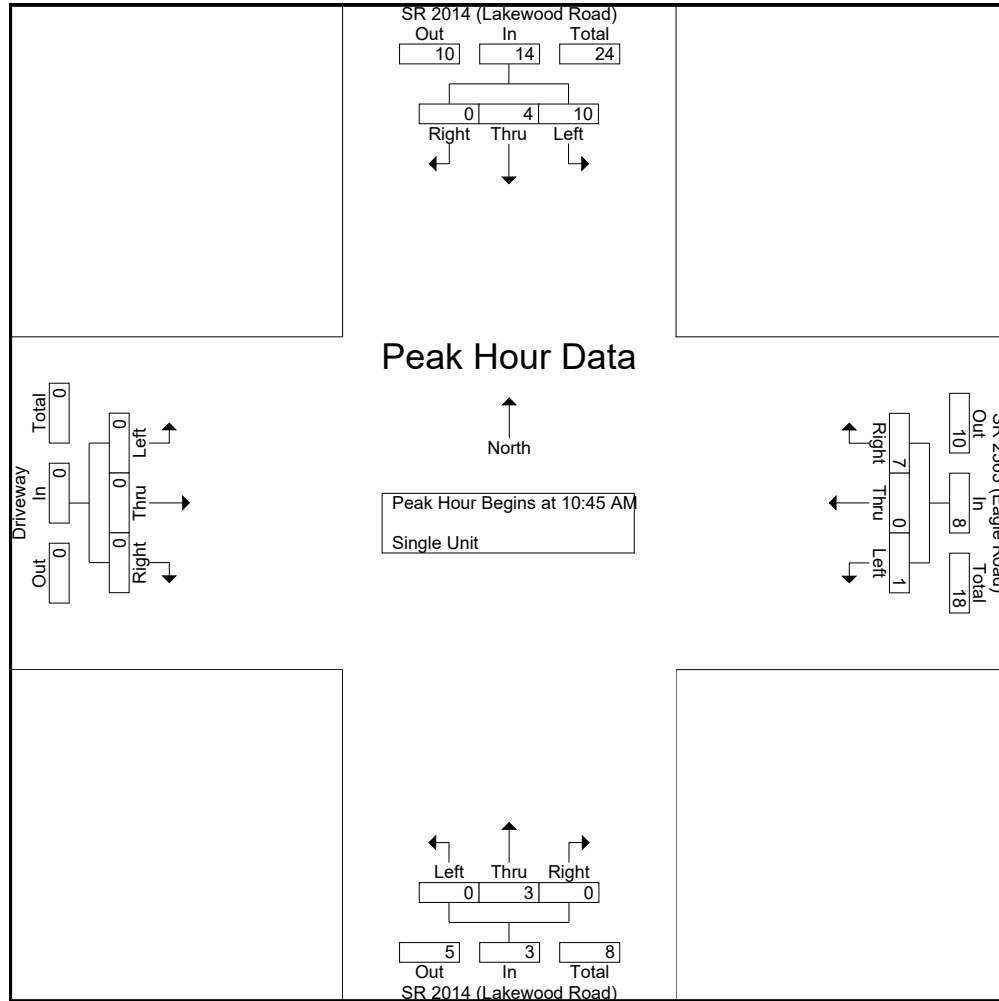 SR 2014 (Lakewood Road)
Out In Total
10 14 24
0 4 10
Right Thru Left
Peak Hour Data
North
Peak Hour Begins at 10:45 AM
Single Unit
Driveway
Out In Total
0 0 0
Right Thru Left
0 0 0
(Eagle Road)
Out In Total
10 8 18
7 0 1
Right Thru Left
Left Thru Right
0 3 0
5 3 8
Out In Total
SR 2014 (Lakewood Road)